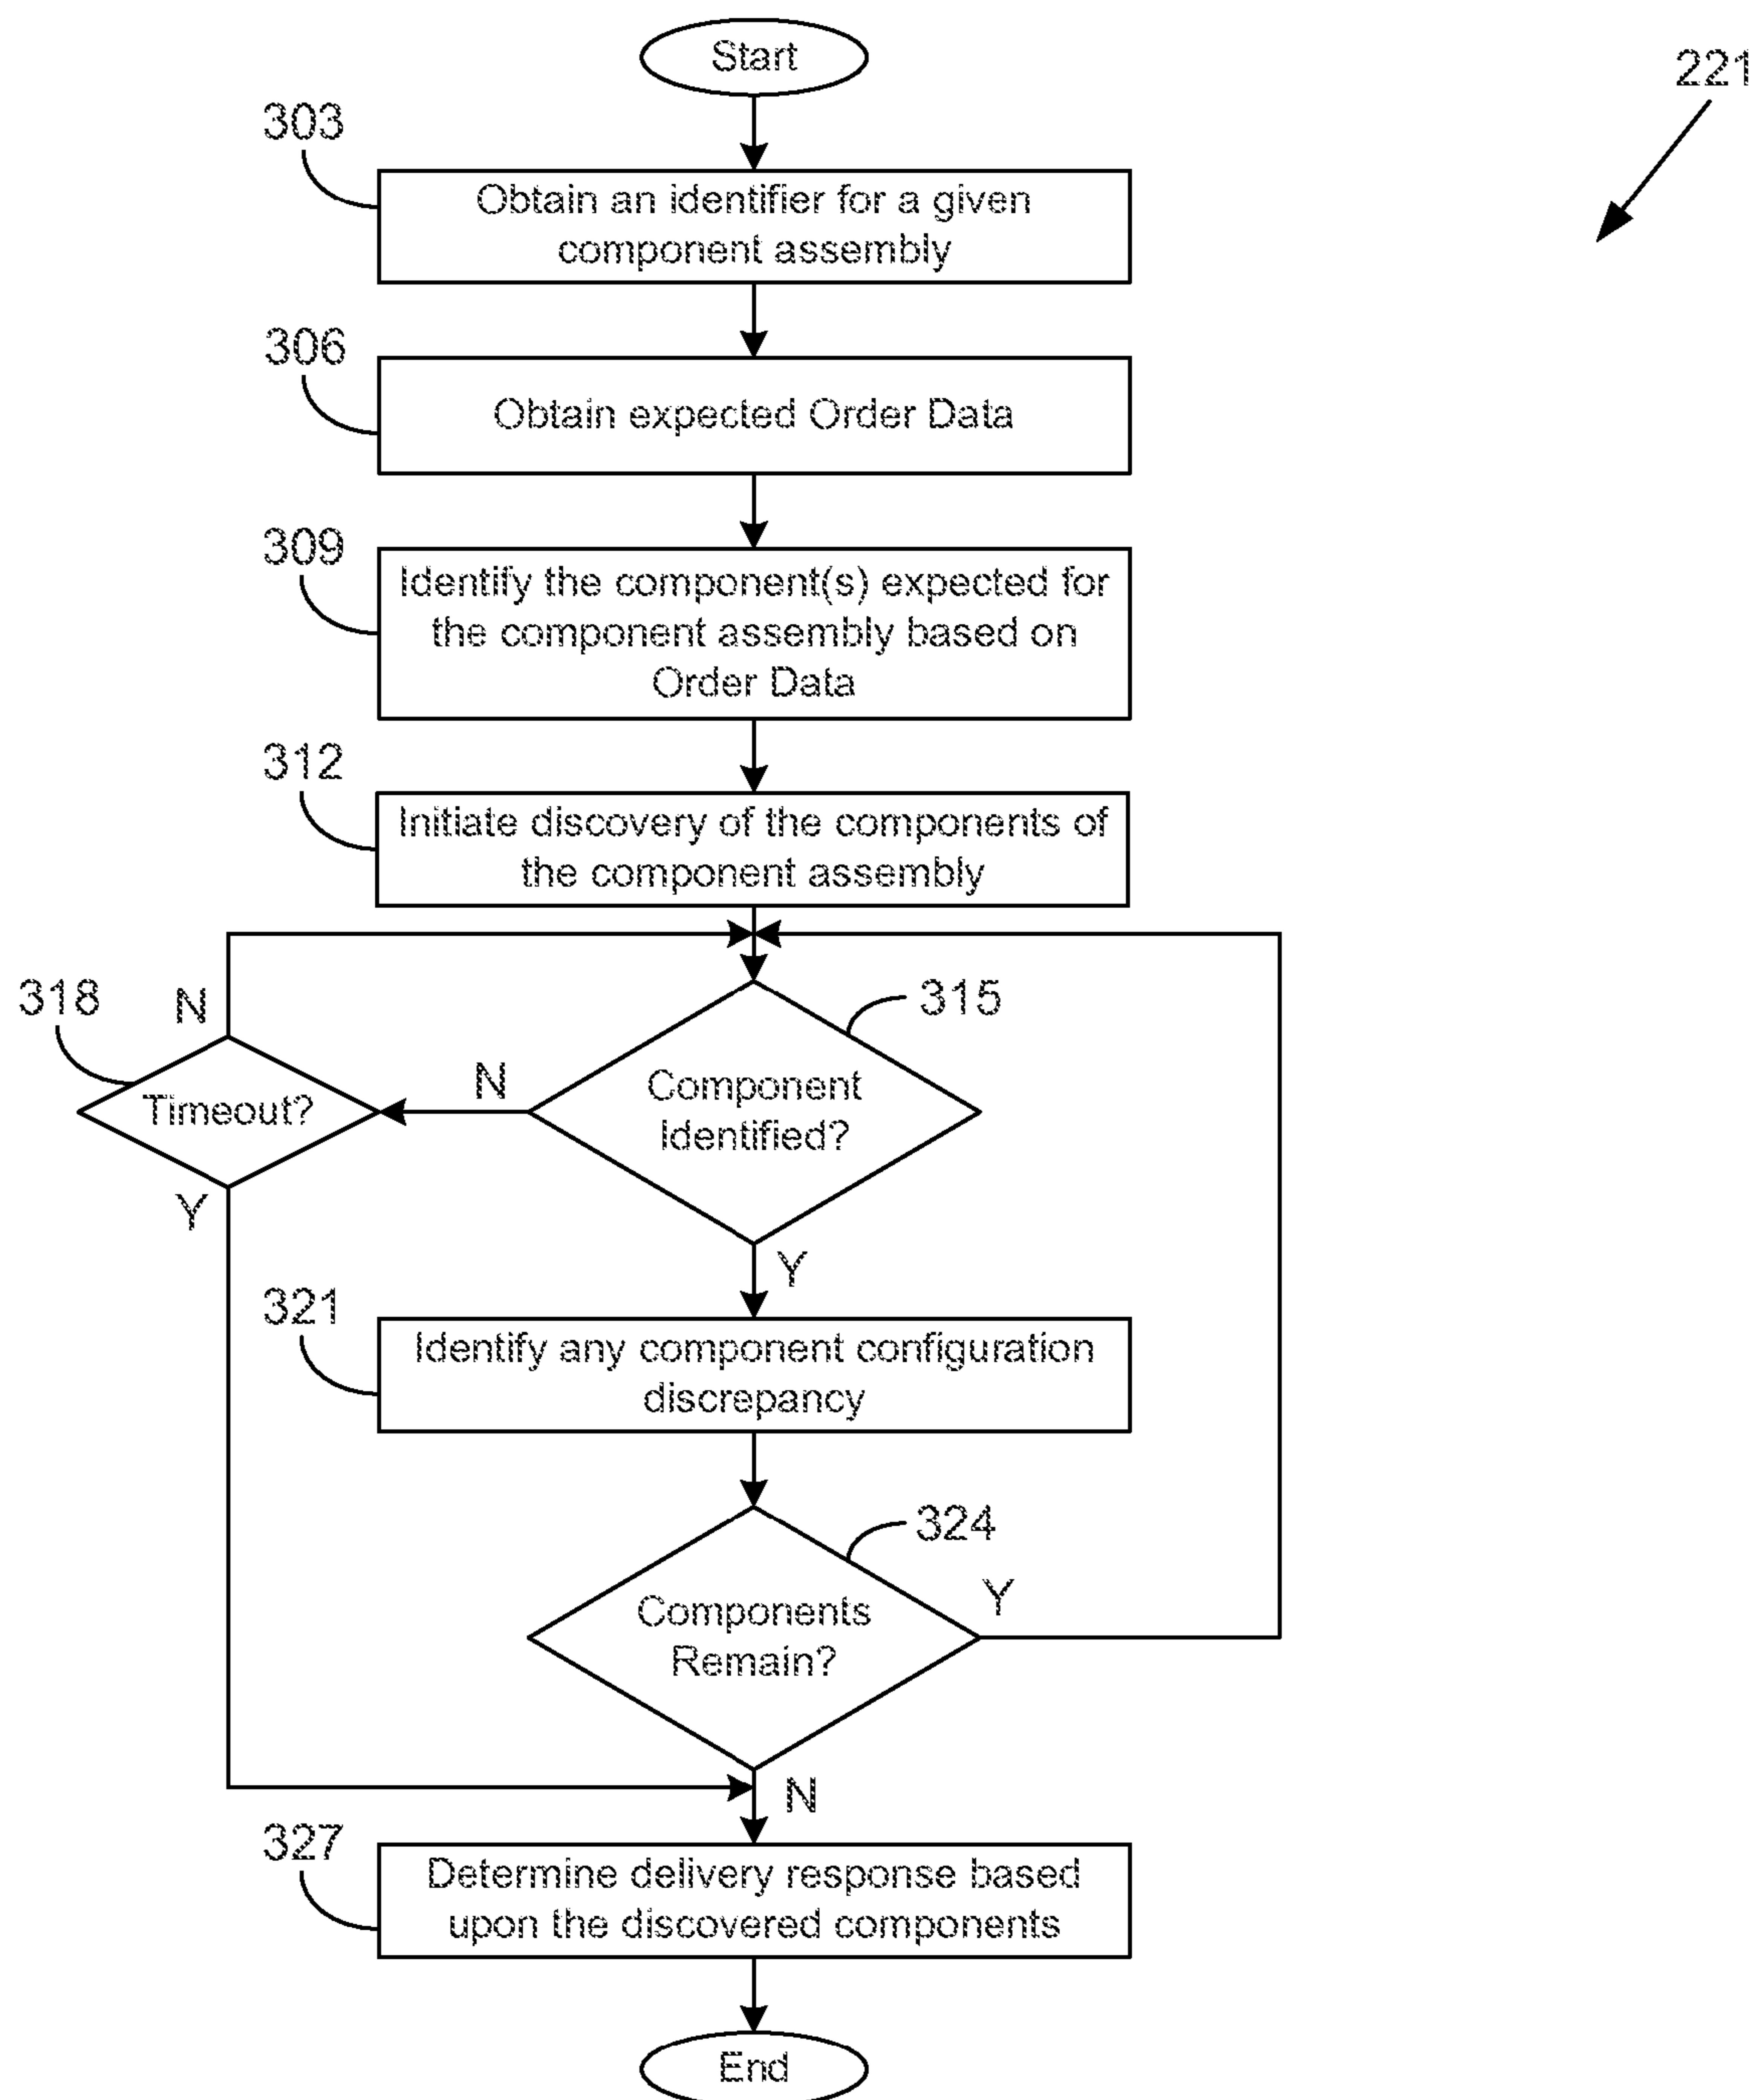 Start
221
303
Obtain an identifier for a given
component assembly
306
Obtain expected Order Data
309
Identify the component(s) expected for
the component assembly based on
Order Data
312
Initiate discovery of the components of
the component assembly
318
N
315
N
Component
Identified?
Timeout?
Y
Y
321
Identify any component configuration
discrepancy
324
Y
Components
Remain?
N
327
Determine delivery response based
upon the discovered components
End